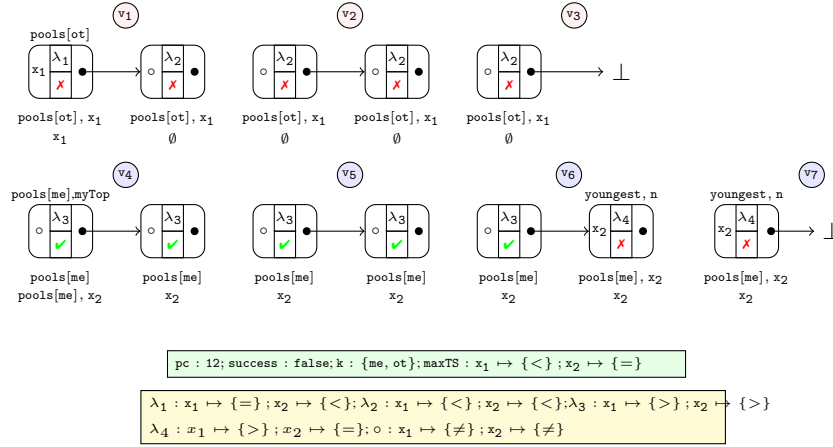 v₁ v₂ v₃
pools[ot]
x₁ λ₁ ✗ ○ λ₂ ✗ ○ λ₂ ✗ ○ λ₂ ✗ ○ λ₂ ✗ ⊥
pools[ot], x₁ pools[ot], x₁ pools[ot], x₁ pools[ot], x₁ pools[ot], x₁
x₁ ∅ ∅ ∅ ∅
v₄ v₅ v₆ v₇
pools[me],myTop youngest, n youngest, n
○ λ₃ ✓ ○ λ₃ ✓ ○ λ₃ ✓ ○ λ₃ ✓ ○ λ₃ ✓ x₂ λ₄ ✗ x₂ λ₄ ✗ ⊥
pools[me] pools[me] pools[me] pools[me] pools[me] pools[me], x₂ pools[me], x₂
pools[me], x₂ x₂ x₂ x₂ x₂ x₂ x₂
pc : 12; success : false; k : {me, ot}; maxTS : x₁ ↦ {<} ; x₂ ↦ {=}
λ₁ : x₁ ↦ {=} ; x₂ ↦ {<}; λ₂ : x₁ ↦ {<} ; x₂ ↦ {<};λ₃ : x₁ ↦ {>} ; x₂ ↦ {>}
λ₄ : x₁ ↦ {>} ; x₂ ↦ {=}; ○ : x₁ ↦ {≠} ; x₂ ↦ {≠}